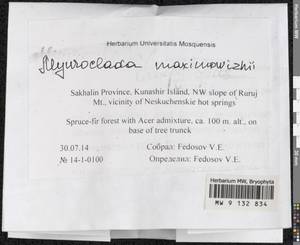 Herbarium Universitatis Mosquensis
Myuroclada maximowizhii
Sakhalin Province, Kunashir Island, NW slope of Ruruj
Mt., vicinity of Neskuchenskie hot springs
Spruce-fir forest with Acer admixture, ca. 100 m. alt., on
base of tree trunck
30.07.14 Собрал: Fedosov V.E.
№ 14-1-0100 Определил: Fedosov V.E.
Herbarium MW, Bryophyta
MW 9 132 834